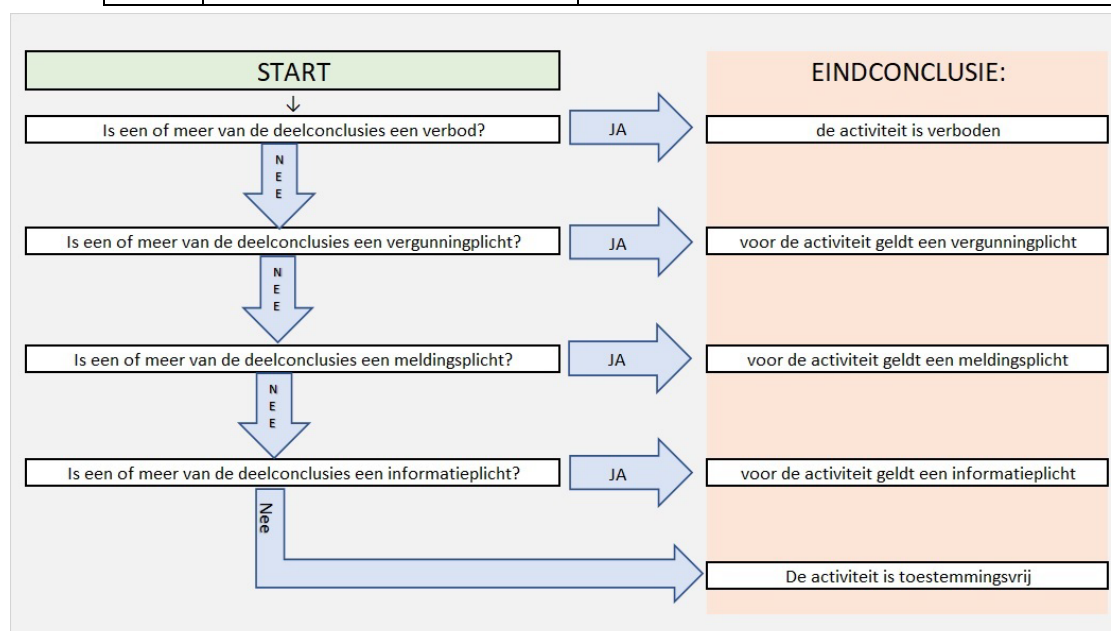 START
EINDCONCLUSIE:
↓
Is een of meer van de deelconclusies een verbod?
JA
de activiteit is verboden
NEE
Is een of meer van de deelconclusies een vergunningplicht?
JA
voor de activiteit geldt een vergunningplicht
NEE
Is een of meer van de deelconclusies een meldingsplicht?
JA
voor de activiteit geldt een meldingsplicht
NEE
Is een of meer van de deelconclusies een informatieplicht?
JA
voor de activiteit geldt een informatieplicht
Nee
De activiteit is toestemmingsvrij